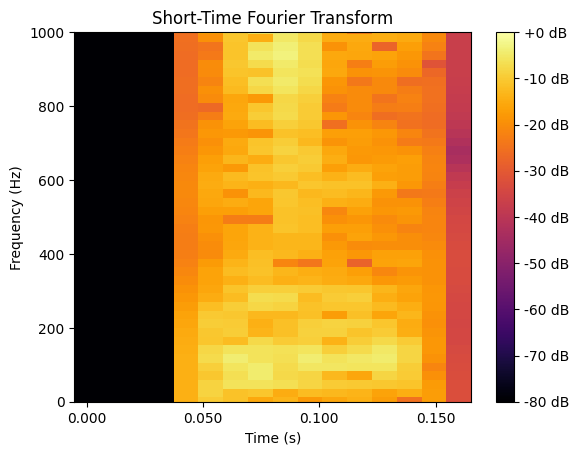 Short-Time Fourier Transform
1000
800
600
400
200
0
Frequency (Hz)
0.000
0.050
0.100
0.150
Time (s)
+0 dB
-10 dB
-20 dB
-30 dB
-40 dB
-50 dB
-60 dB
-70 dB
-80 dB